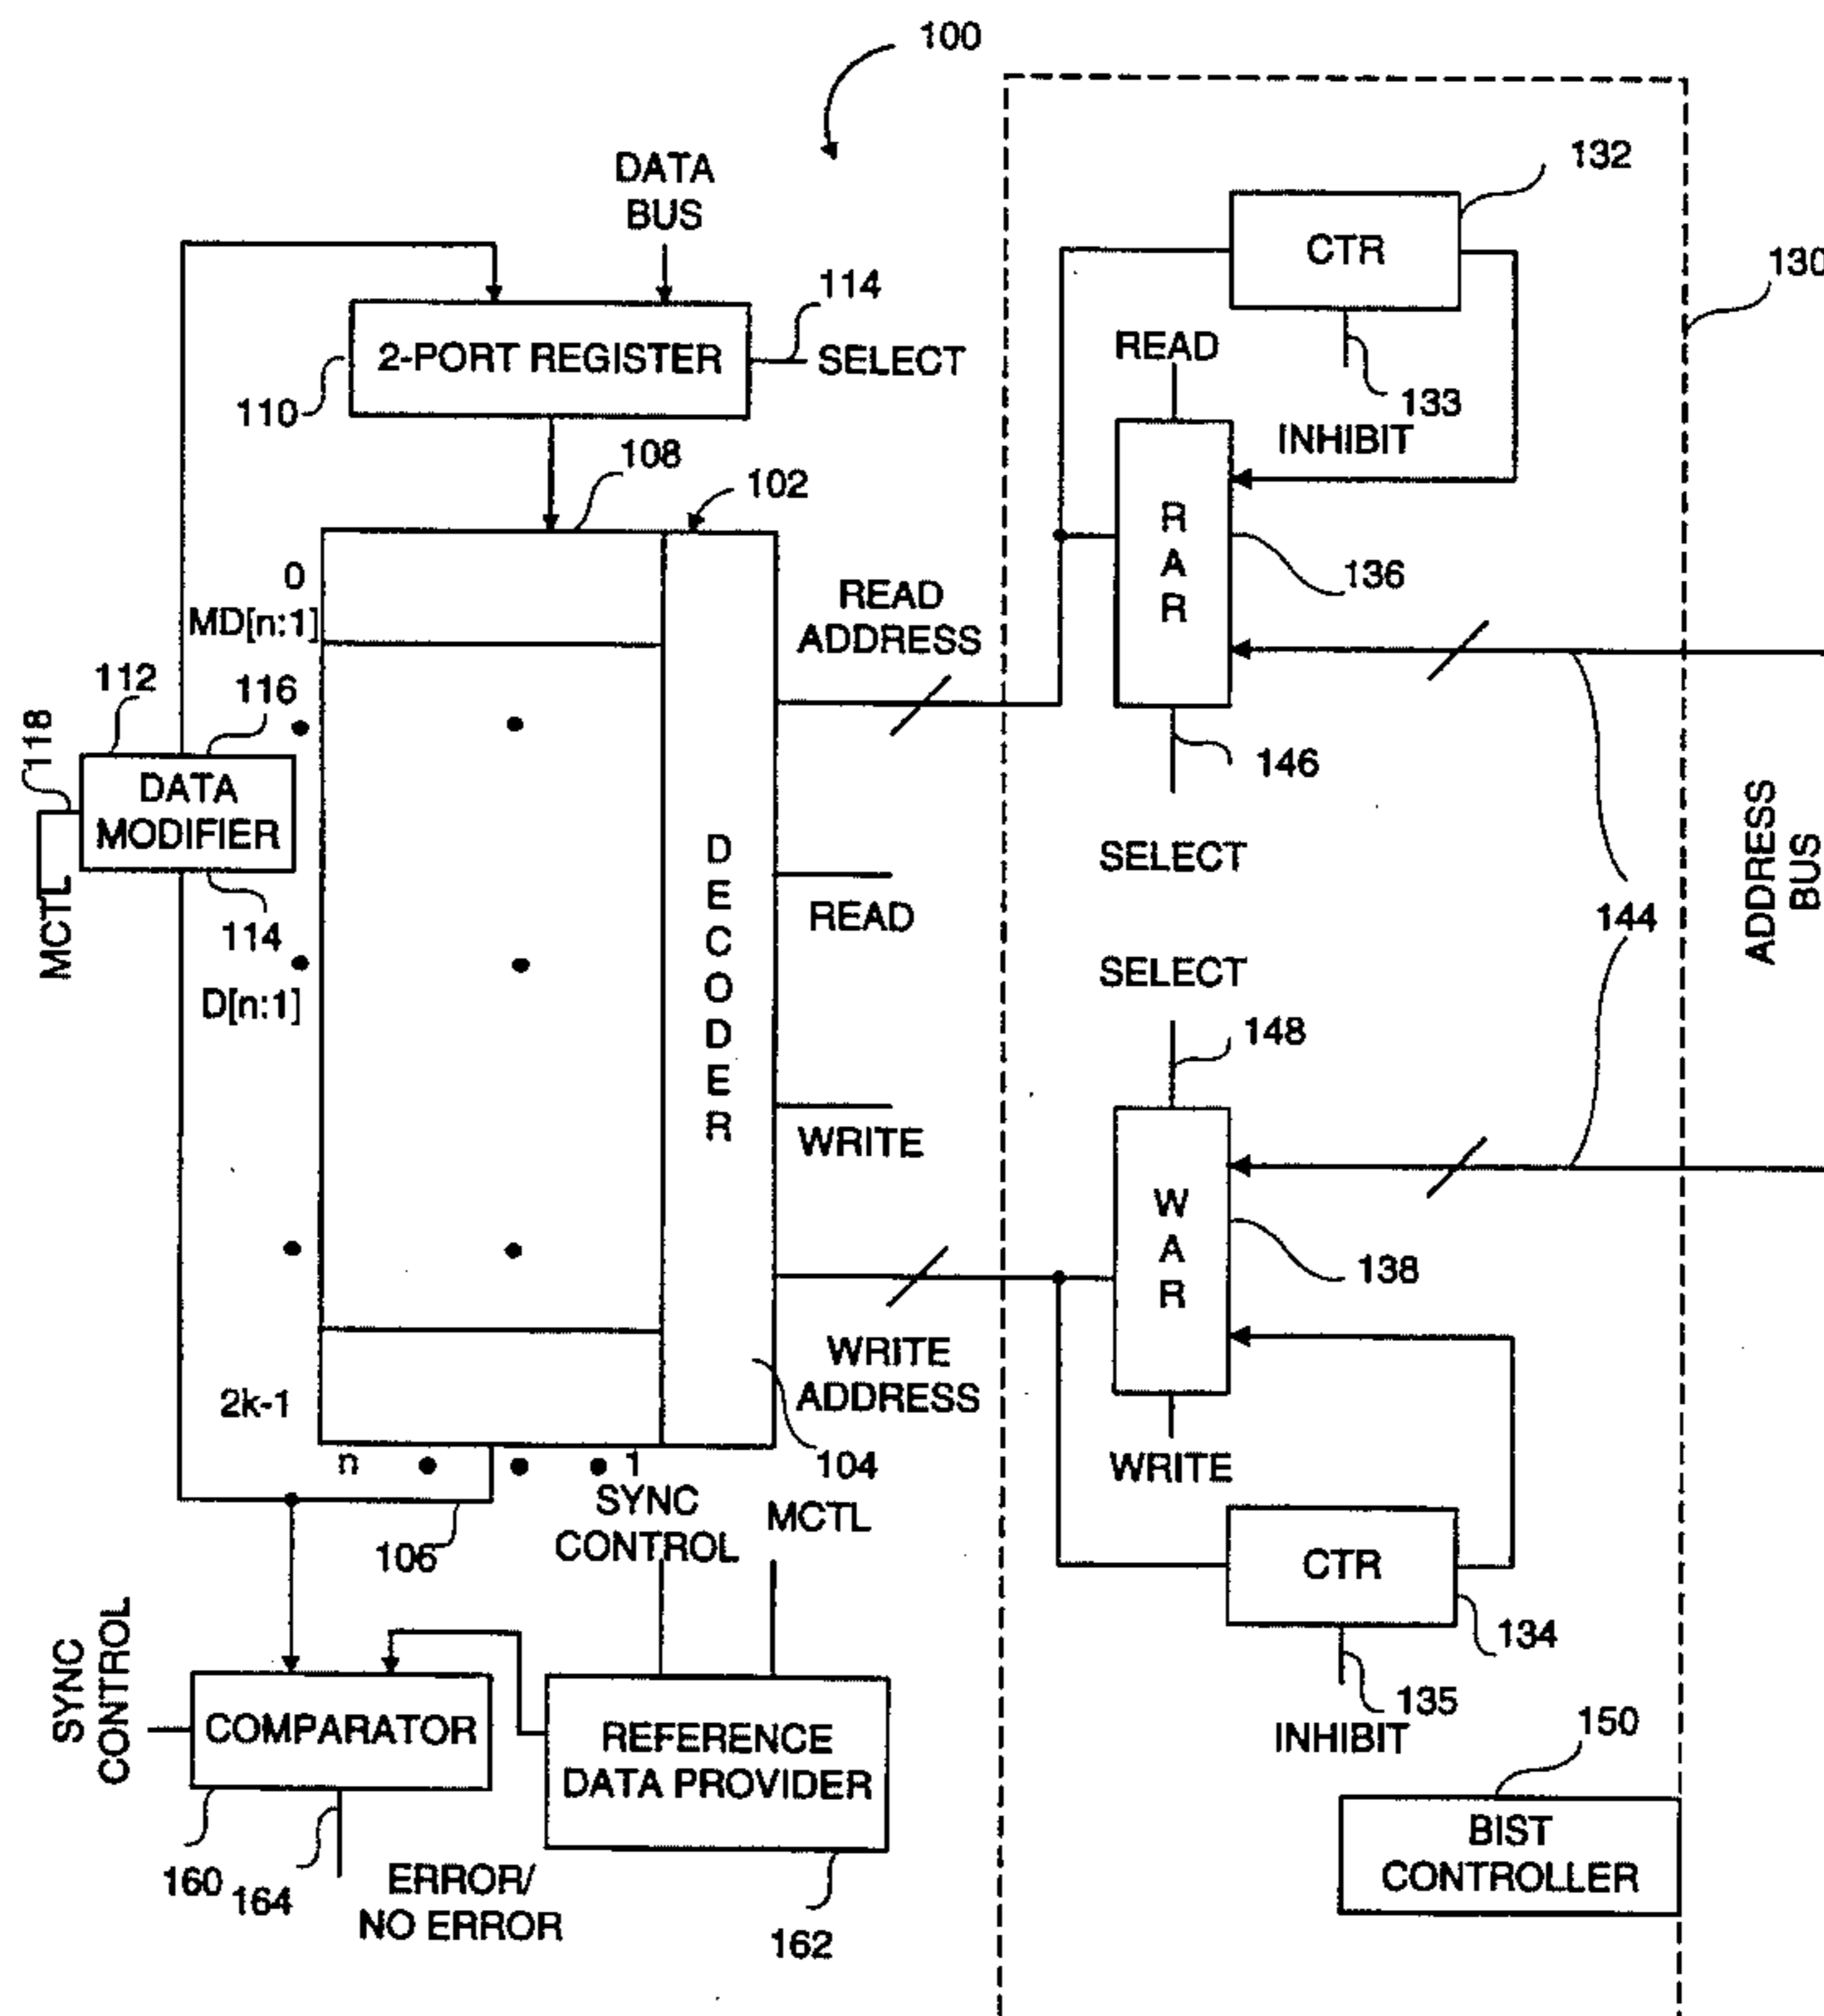 100
DATA
BUS
132
CTR
130
114
2-PORT REGISTER
SELECT
110
READ
133
INHIBIT
108
102
0
MD[n:1]
READ
ADDRESS
R
A
R
136
112
116
118
DATA
MODIFIER
MCTL
114
D[n:1]
146
SELECT
ADDRESS
BUS
144
D
E
C
O
D
E
R
READ
SELECT
148
WRITE
W
A
R
138
2k-1
WRITE
ADDRESS
104
WRITE
n
1
SYNC
CONTROL
MCTL
106
CTR
134
135
INHIBIT
SYNC
CONTROL
COMPARATOR
REFERENCE
DATA PROVIDER
150
BIST
CONTROLLER
160
164
ERROR/
NO ERROR
162